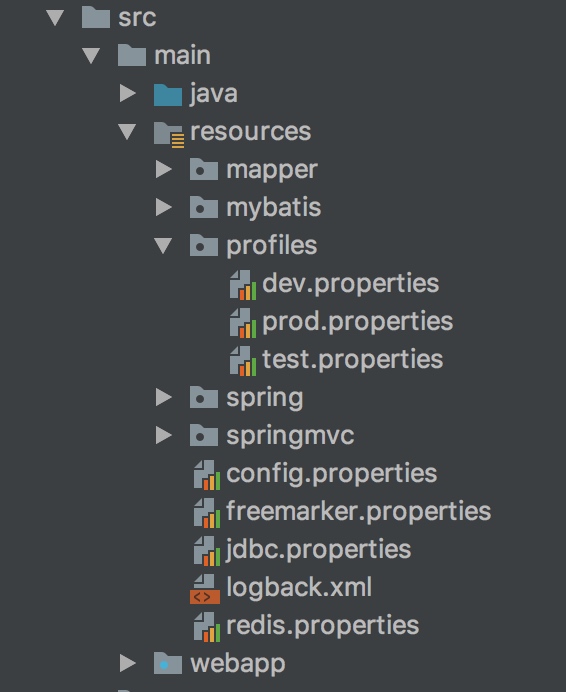 src
main
java
resources
mapper
mybatis
profiles
dev.properties
prod.properties
test.properties
spring
springmvc
config.properties
freemarker.properties
jdbc.properties
logback.xml
redis.properties
webapp